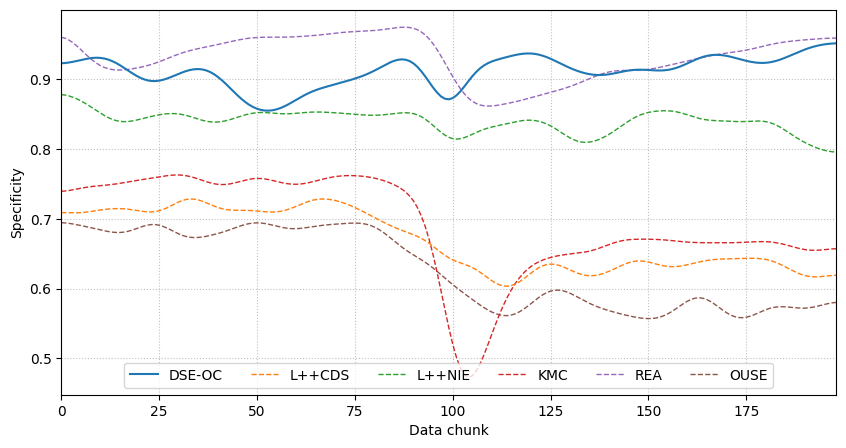 Specificity
0.9
0.8
0.7
0.6
0.5
0 25 50 75 100 125 150 175
Data chunk
DSE-OC L++CDS L++NIE KMC REA OUSE